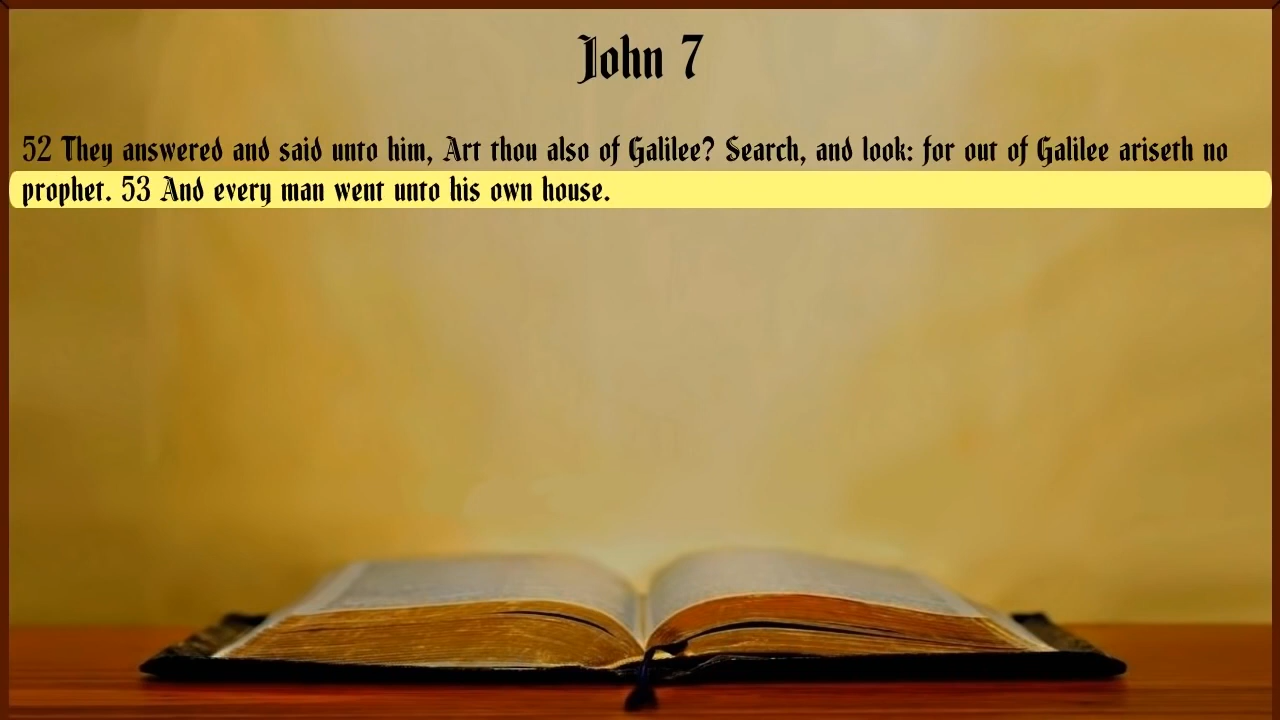 John 7
52 They answered and said unto him, Art thou also of Galilee? Search, and look: for out of Galilee ariseth no
prophet. 53 And every man went unto his own house.